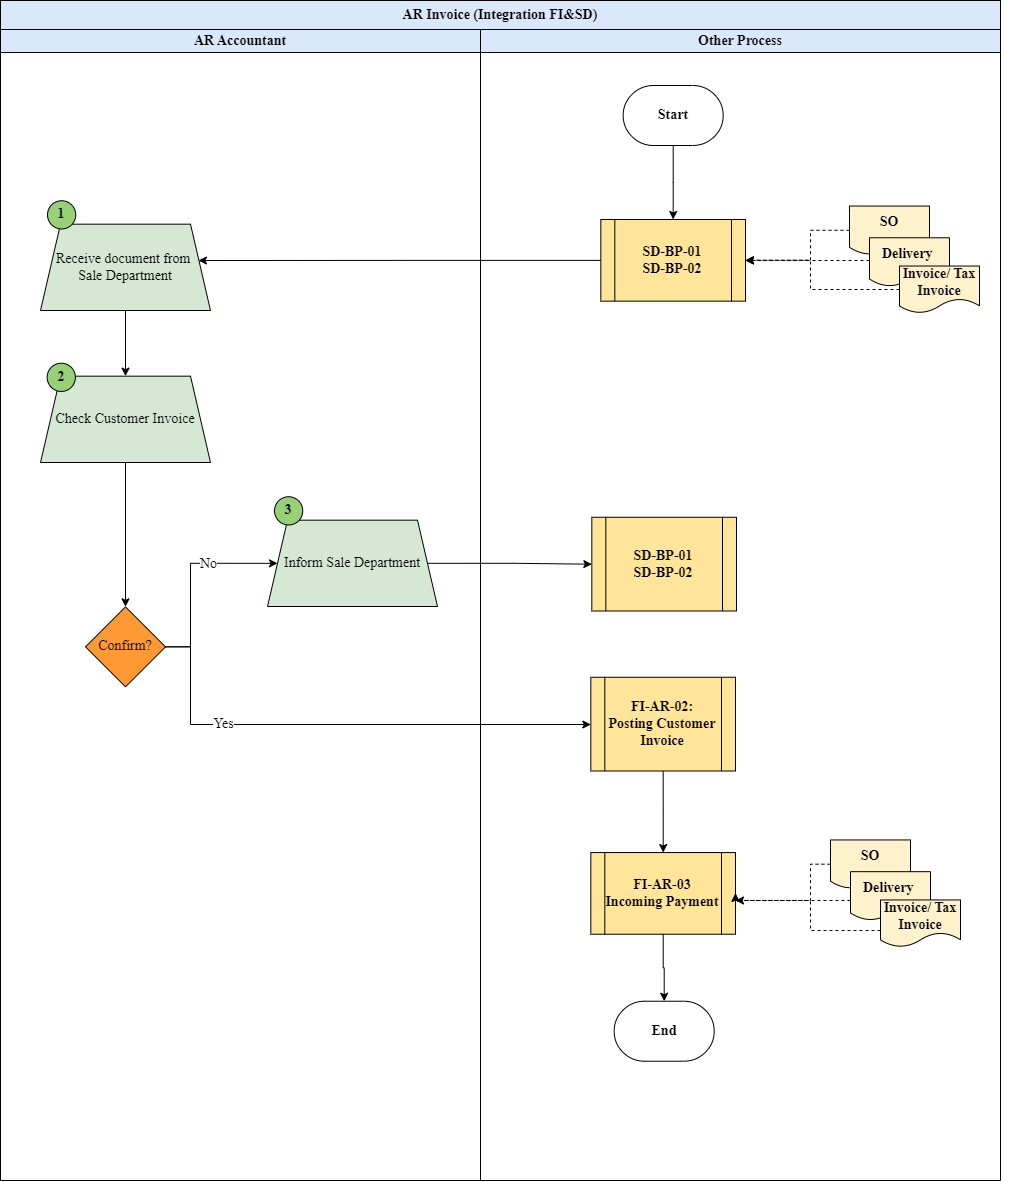 AR Invoice (Integration FI&SD)
AR Accountant
Other Process
Start
1
Receive document from
Sale Department
SD-BP-01
SD-BP-02
SO
Delivery
Invoice/ Tax
Invoice
2
Check Customer Invoice
3
Inform Sale Department
No
SD-BP-01
SD-BP-02
Confirm?
Yes
FI-AR-02:
Posting Customer
Invoice
FI-AR-03
Incoming Payment
SO
Delivery
Invoice/ Tax
Invoice
End